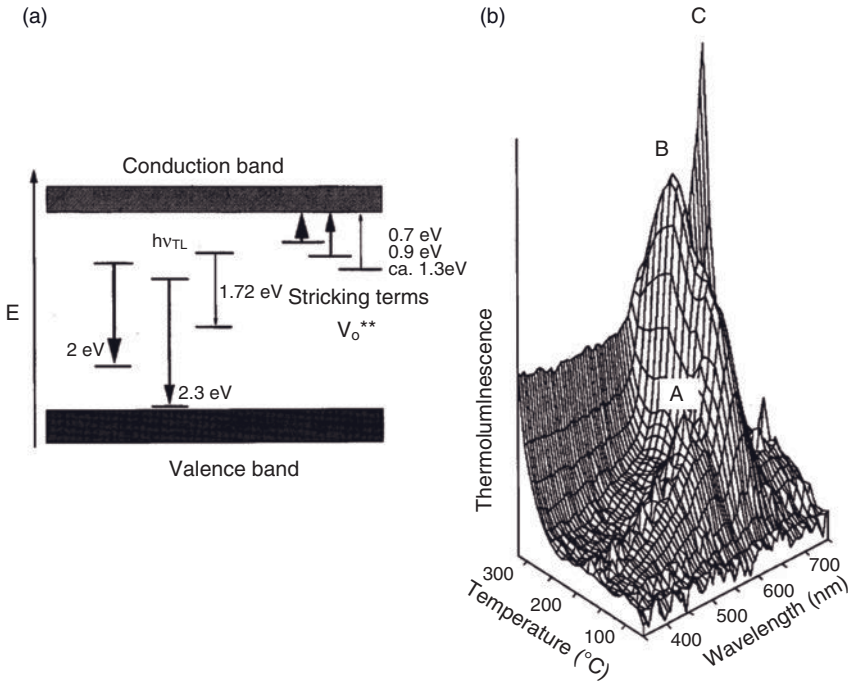 (a)
Conduction band
hνTL
0.7 eV
0.9 eV
ca. 1.3eV
1.72 eV
Stricking terms
Vo**
E
2 eV
2.3 eV
Valence band
(b)
C
B
A
Thermolumlnescence
300
200
100
Temperature (°C)
400
500
600
700
Wavelength (nm)